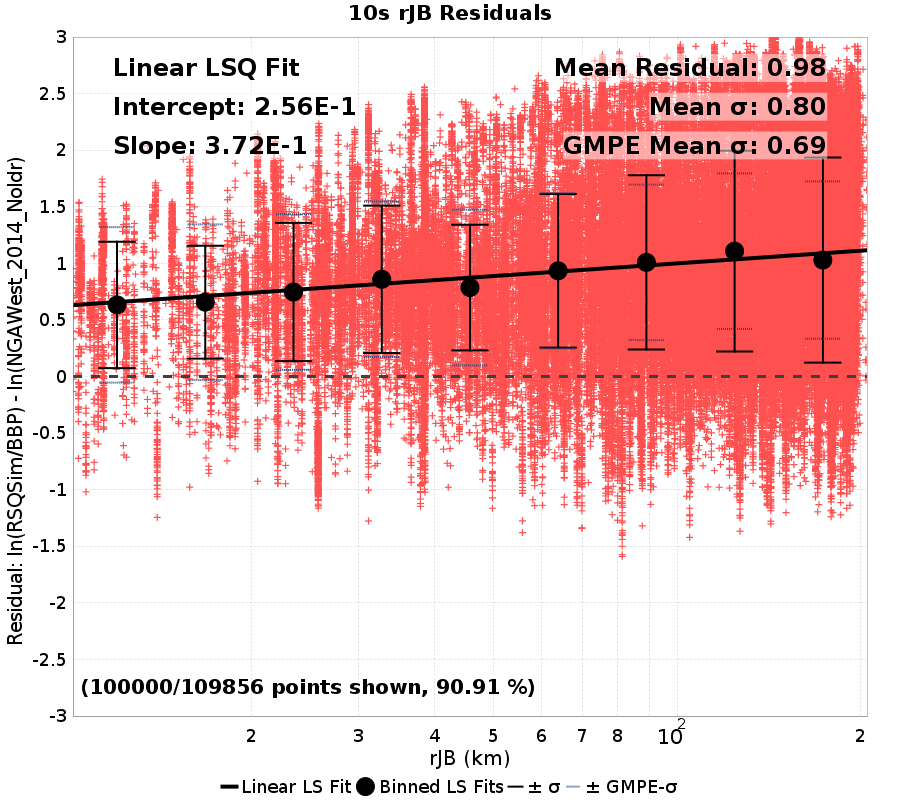 10s rJB Residuals
Linear LSQ Fit
Intercept: 2.56E-1
Slope: 3.72E-1
Mean Residual: 0.98
Mean σ: 0.80
GMPE Mean σ: 0.69
Residual: ln(RSQSim/BBP) - ln(NGAWest_2014_NoIdr)
3
2.5
2
1.5
1
0.5
0
-0.5
-1
-1.5
-2
-2.5
-3
(100000/109856 points shown, 90.91 %)
2 3 4 5 6 7 8 10² 2
rJB (km)
Linear LS Fit Binned LS Fits ± σ ± GMPE-σ